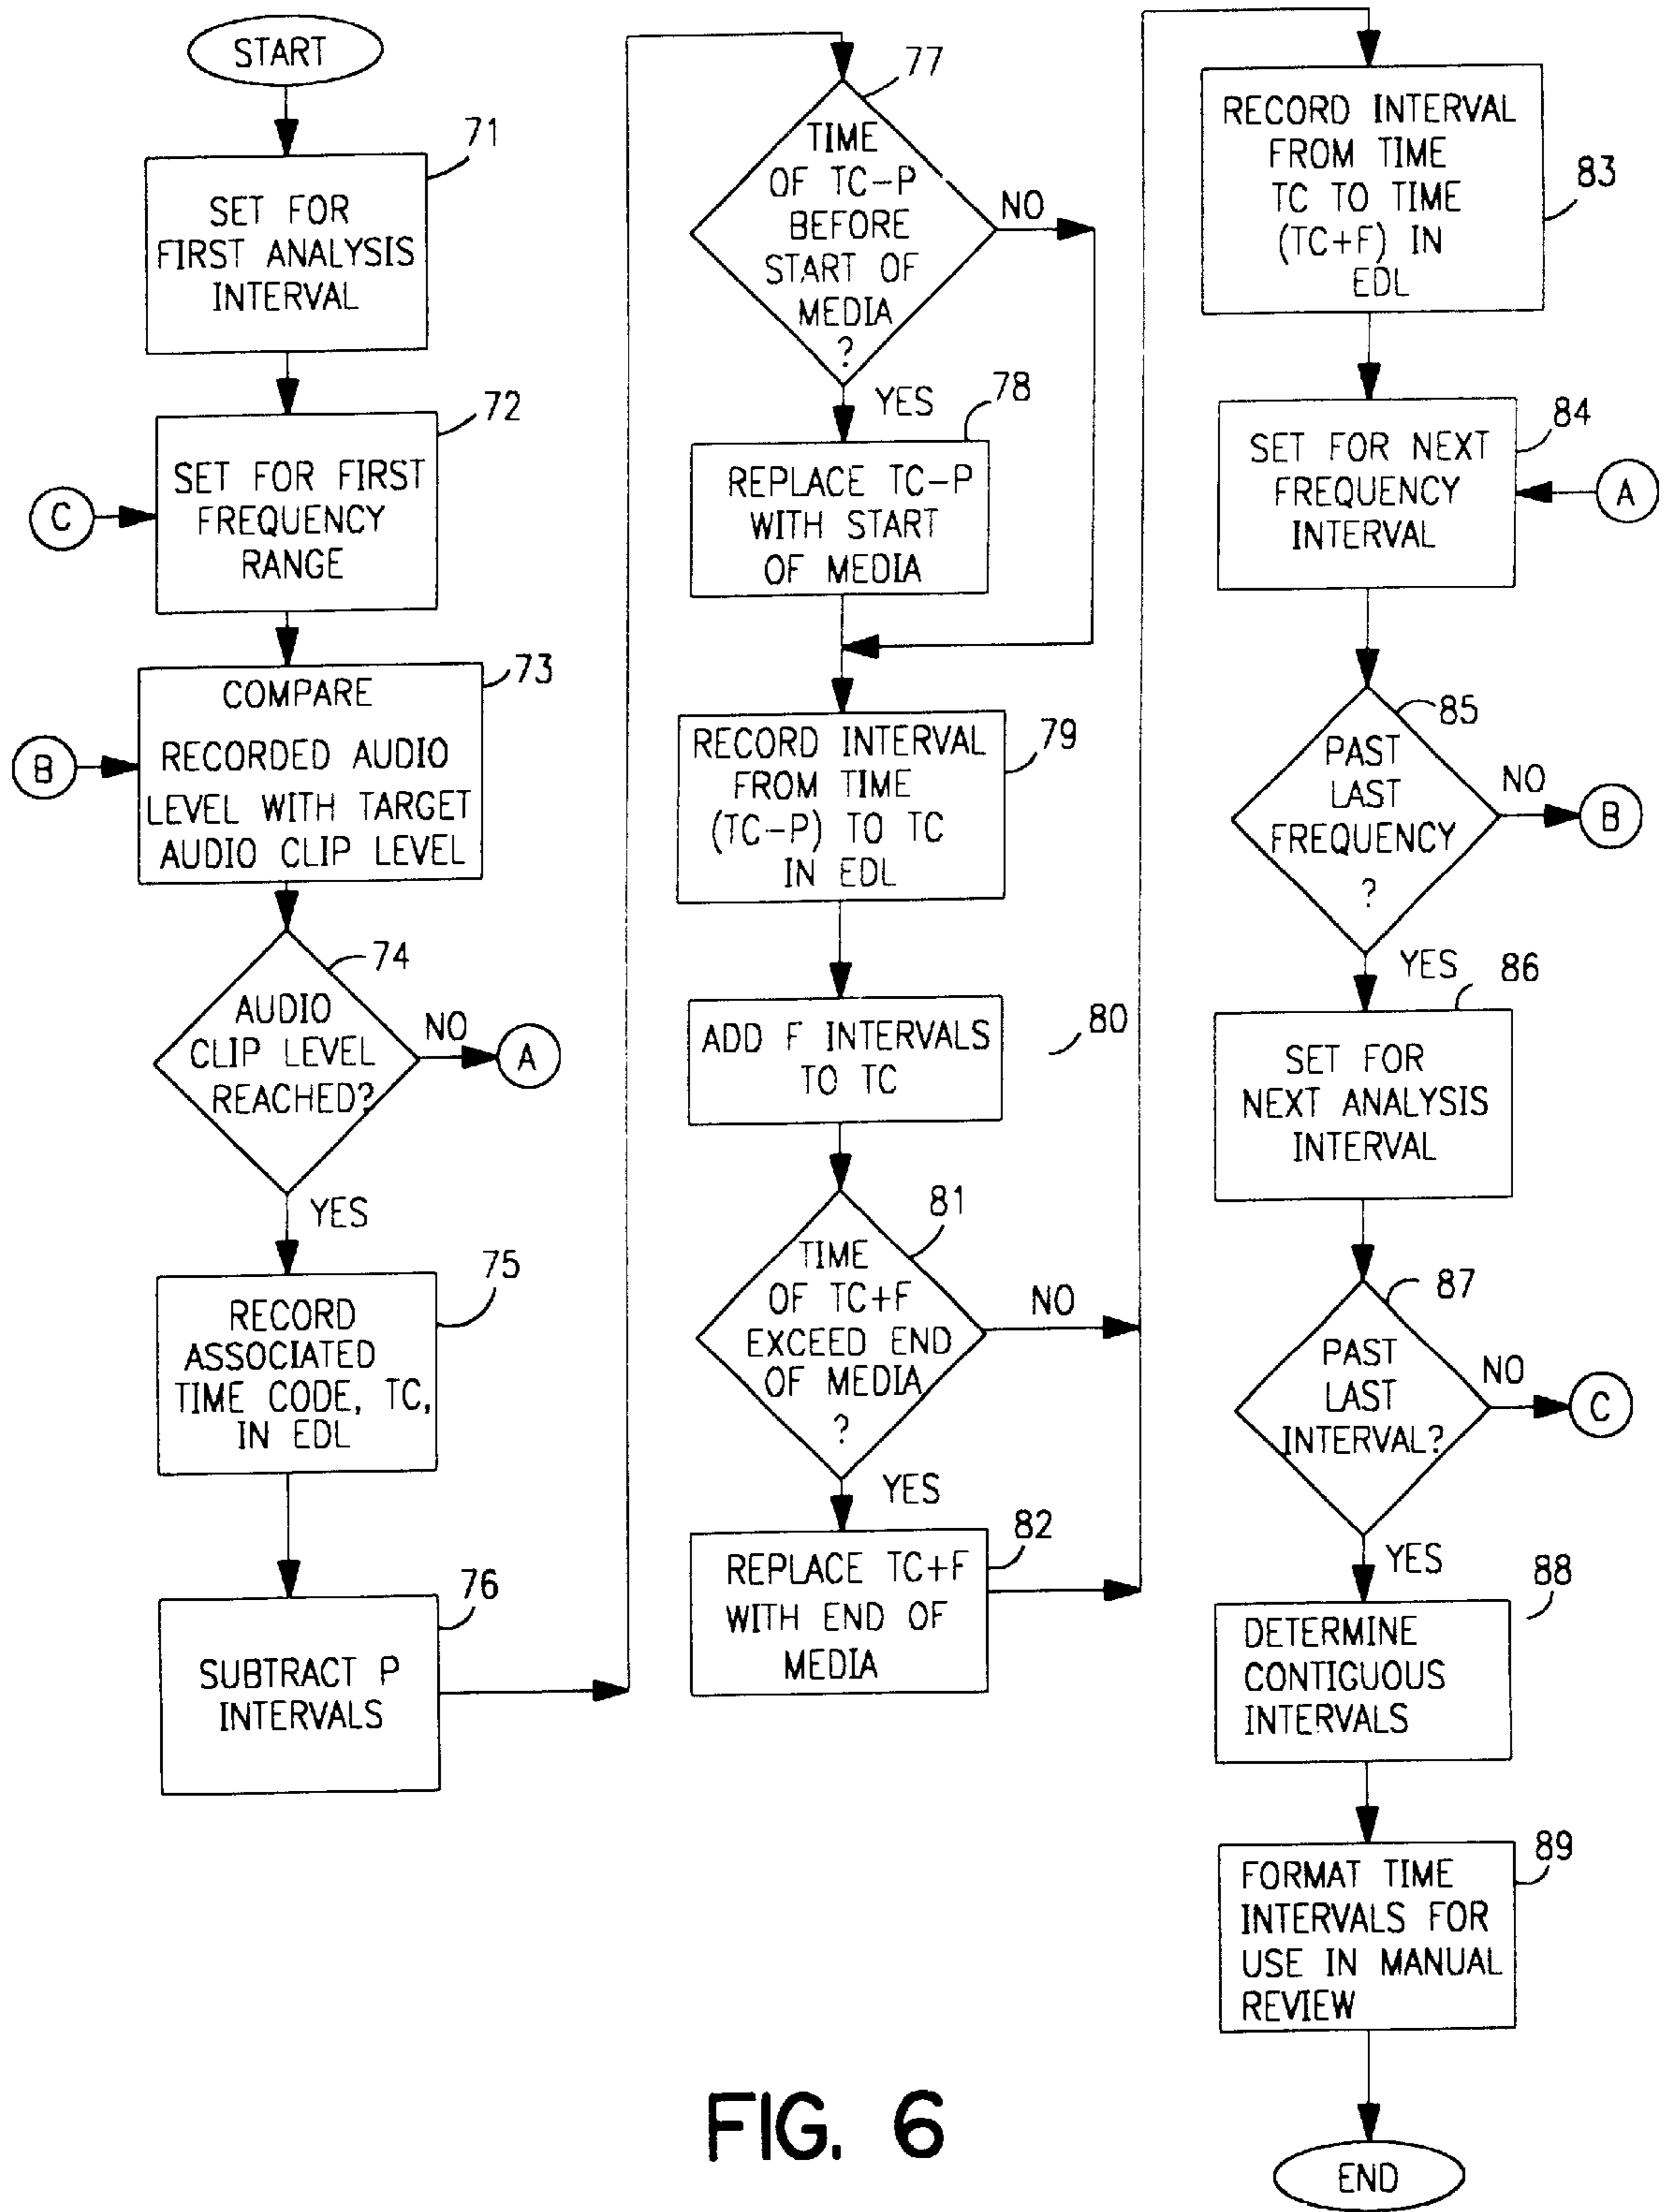 START
71
SET FOR
FIRST ANALYSIS
INTERVAL
72
SET FOR FIRST
FREQUENCY
RANGE
C
73
COMPARE
RECORDED AUDIO
LEVEL WITH TARGET
AUDIO CLIP LEVEL
B
74
AUDIO
CLIP LEVEL
REACHED?
NO
A
YES
75
RECORD
ASSOCIATED
TIME CODE, TC,
IN EDL
76
SUBTRACT P
INTERVALS
77
TIME
OF TC-P
BEFORE
START OF
MEDIA
?
NO
YES
78
REPLACE TC-P
WITH START
OF MEDIA
79
RECORD INTERVAL
FROM TIME
(TC-P) TO TC
IN EDL
80
ADD F INTERVALS
TO TC
81
TIME
OF TC+F
EXCEED END
OF MEDIA
?
NO
YES
82
REPLACE TC+F
WITH END OF
MEDIA
83
RECORD INTERVAL
FROM TIME
TC TO TIME
(TC+F) IN
EDL
84
SET FOR NEXT
FREQUENCY
INTERVAL
A
85
PAST
LAST
FREQUENCY
?
NO
B
YES
86
SET FOR
NEXT ANALYSIS
INTERVAL
87
PAST
LAST
INTERVAL?
NO
C
YES
88
DETERMINE
CONTIGUOUS
INTERVALS
89
FORMAT TIME
INTERVALS FOR
USE IN MANUAL
REVIEW
END
FIG. 6